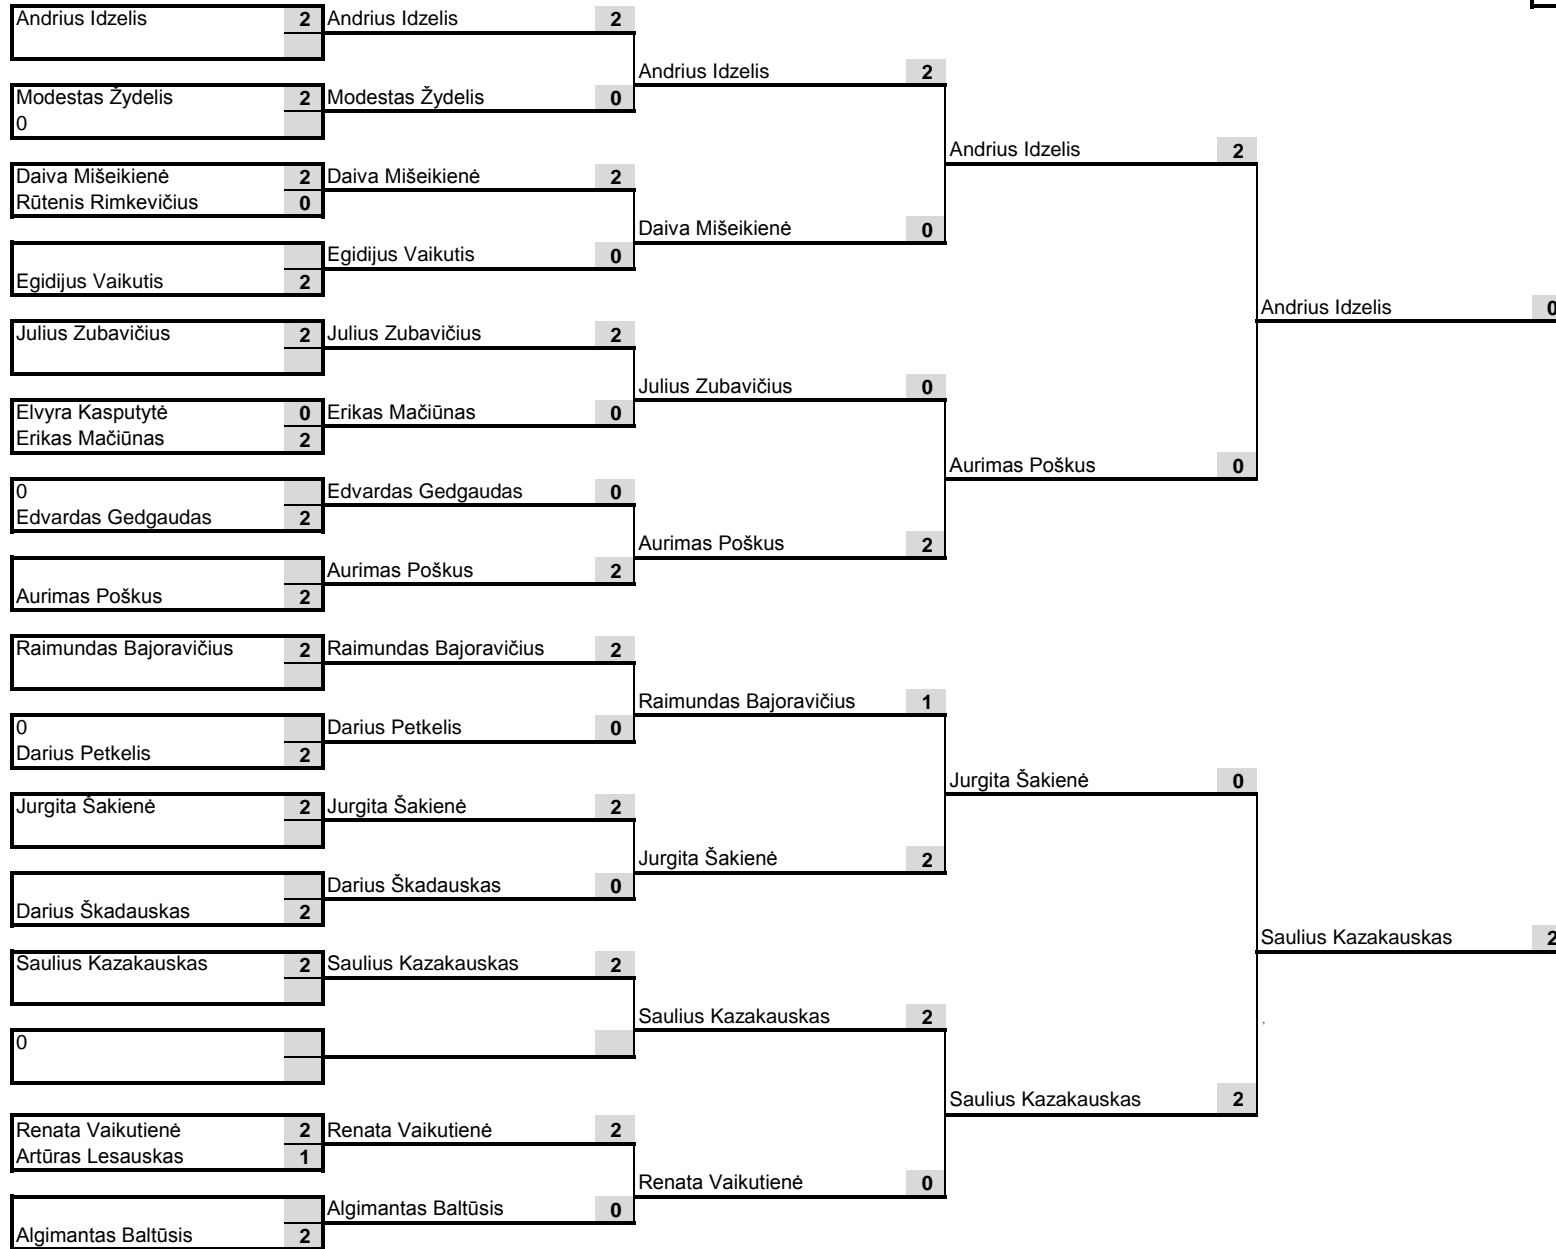 Andrius Idzelis 2 Andrius Idzelis 2
Andrius Idzelis 2
Modestas Žydelis 2 Modestas Žydelis 0
0
Andrius Idzelis 2
Daiva Mišeikienė 2 Daiva Mišeikienė 2
Rūtenis Rimkevičius 0
Daiva Mišeikienė 0
Egidijus Vaikutis 0
Egidijus Vaikutis 2
Andrius Idzelis 0
Julius Zubavičius 2 Julius Zubavičius 2
Julius Zubavičius 0
Elvyra Kasputytė 0 Erikas Mačiūnas 0
Erikas Mačiūnas 2
Aurimas Poškus 0
0 Edvardas Gedgaudas 0
Edvardas Gedgaudas 2
Aurimas Poškus 2
Aurimas Poškus 2
Aurimas Poškus 2
Raimundas Bajoravičius 2 Raimundas Bajoravičius 2
Raimundas Bajoravičius 1
0 Darius Petkelis 0
Darius Petkelis 2
Jurgita Šakienė 0
Jurgita Šakienė 2 Jurgita Šakienė 2
Jurgita Šakienė 2
Darius Škadauskas 0
Darius Škadauskas 2
Saulius Kazakauskas 2
Saulius Kazakauskas 2 Saulius Kazakauskas 2
Saulius Kazakauskas 2
0
Saulius Kazakauskas 2
Renata Vaikutienė 2 Renata Vaikutienė 2
Artūras Lesauskas 1
Renata Vaikutienė 0
Algimantas Baltūsis 0
Algimantas Baltūsis 2